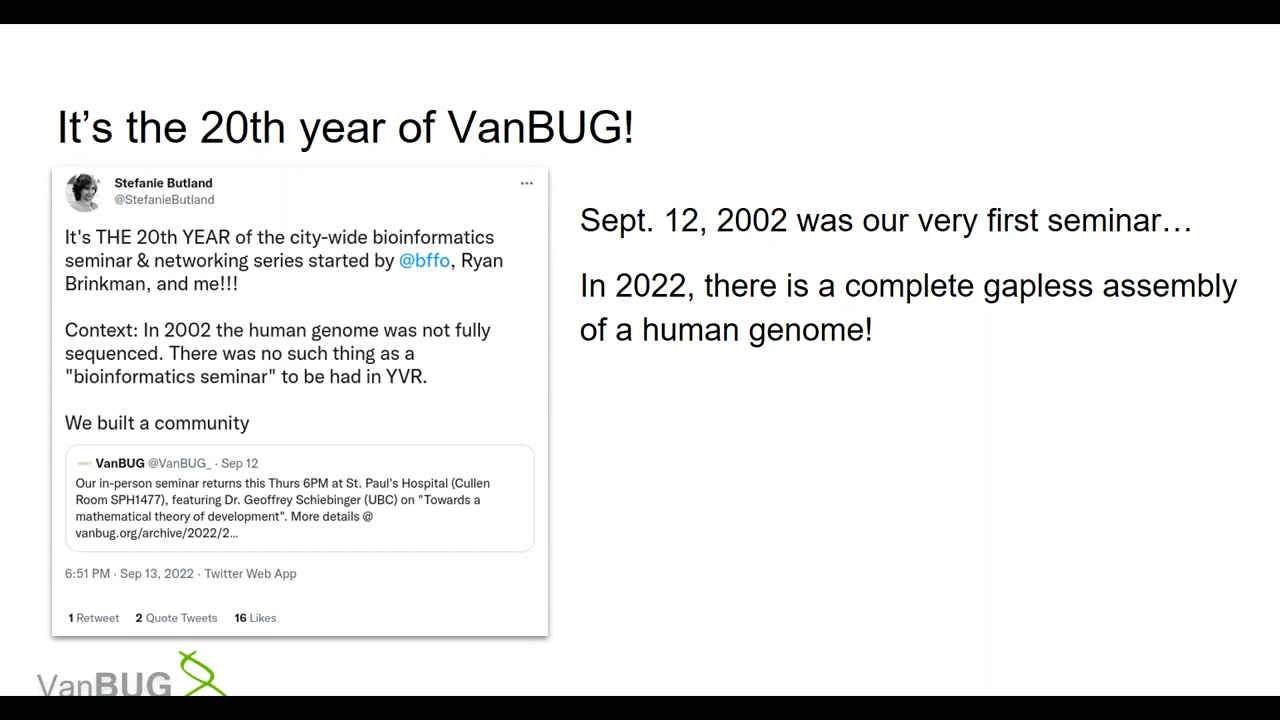 It’s the 20th year of VanBUG!
Stefanie Butland
@StefanieButland
It's THE 20th YEAR of the city-wide bioinformatics
seminar & networking series started by @bffo, Ryan
Brinkman, and me!!!
Context: In 2002 the human genome was not fully
sequenced. There was no such thing as a
"bioinformatics seminar" to be had in YVR.
We built a community
VanBUG @VanBUG_ · Sep 12
Our in-person seminar returns this Thurs 6PM at St. Paul's Hospital (Cullen
Room SPH1477), featuring Dr. Geoffrey Schiebinger (UBC) on "Towards a
mathematical theory of development". More details @
vanbug.org/archive/2022/2...
6:51 PM · Sep 13, 2022 · Twitter Web App
1 Retweet 2 Quote Tweets 16 Likes
Sept. 12, 2002 was our very first seminar…
In 2022, there is a complete gapless assembly
of a human genome!
VanBUG